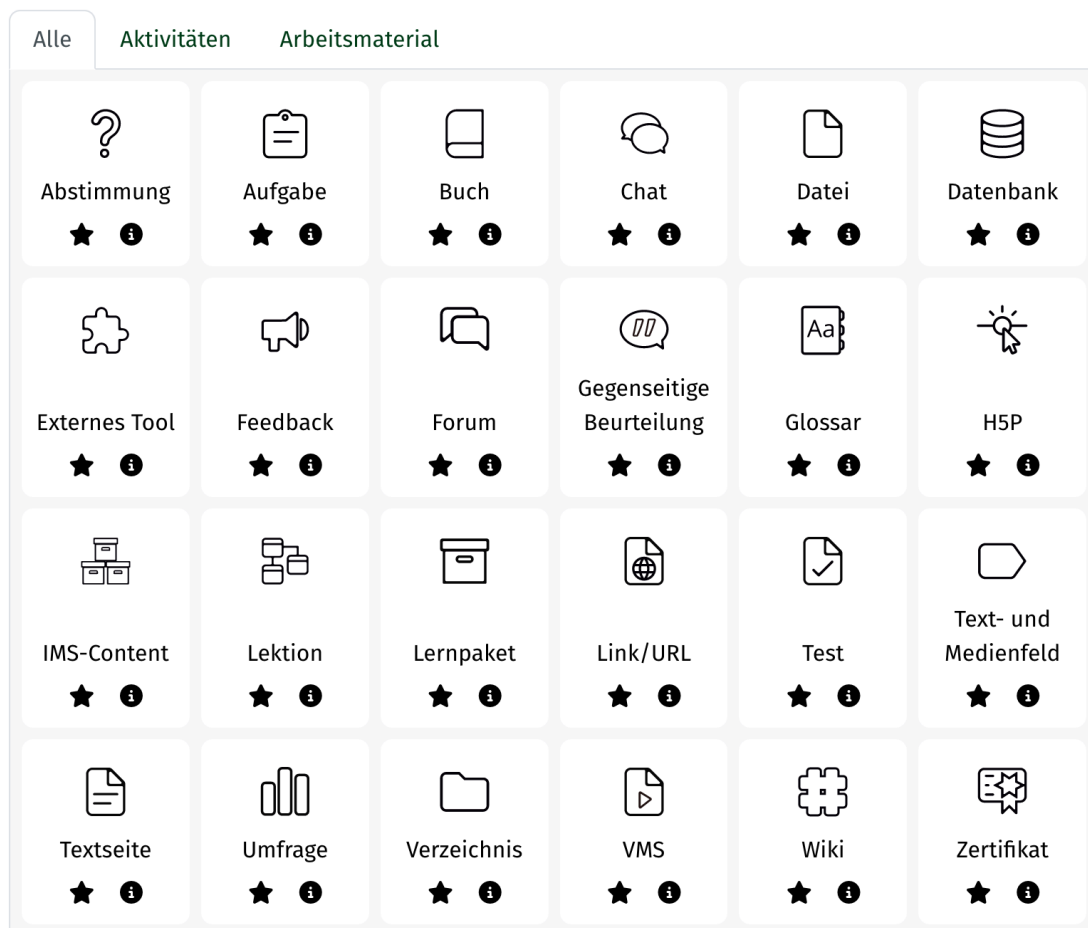 Alle Aktivitäten Arbeitsmaterial
Abstimmung Aufgabe Buch Chat Datei Datenbank
Gegenseitige
Externes Tool Feedback Forum Beurteilung Glossar H5P
Aa
Text- und
IMS-Content Lektion Lernpaket Link/URL Test Medienfeld
Textseite Umfrage Verzeichnis VMS Wiki Zertifikat